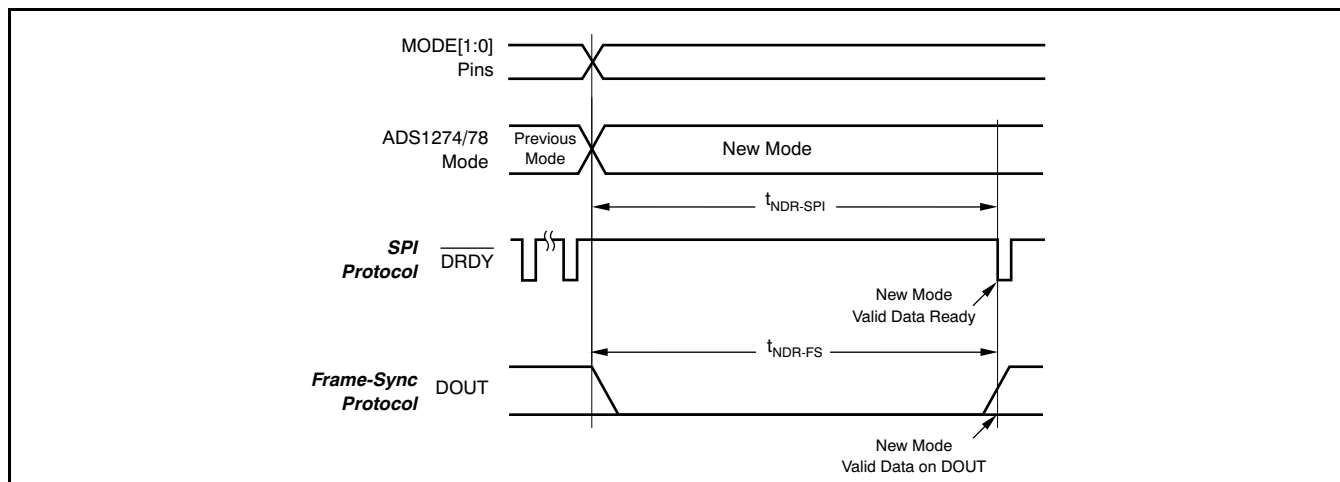 MODE[1:0]
Pins
ADS1274/78
Mode
Previous
Mode
New Mode
tNDR-SPI
SPI
Protocol
DRDY
New Mode
Valid Data Ready
tNDR-FS
Frame-Sync
Protocol
DOUT
New Mode
Valid Data on DOUT